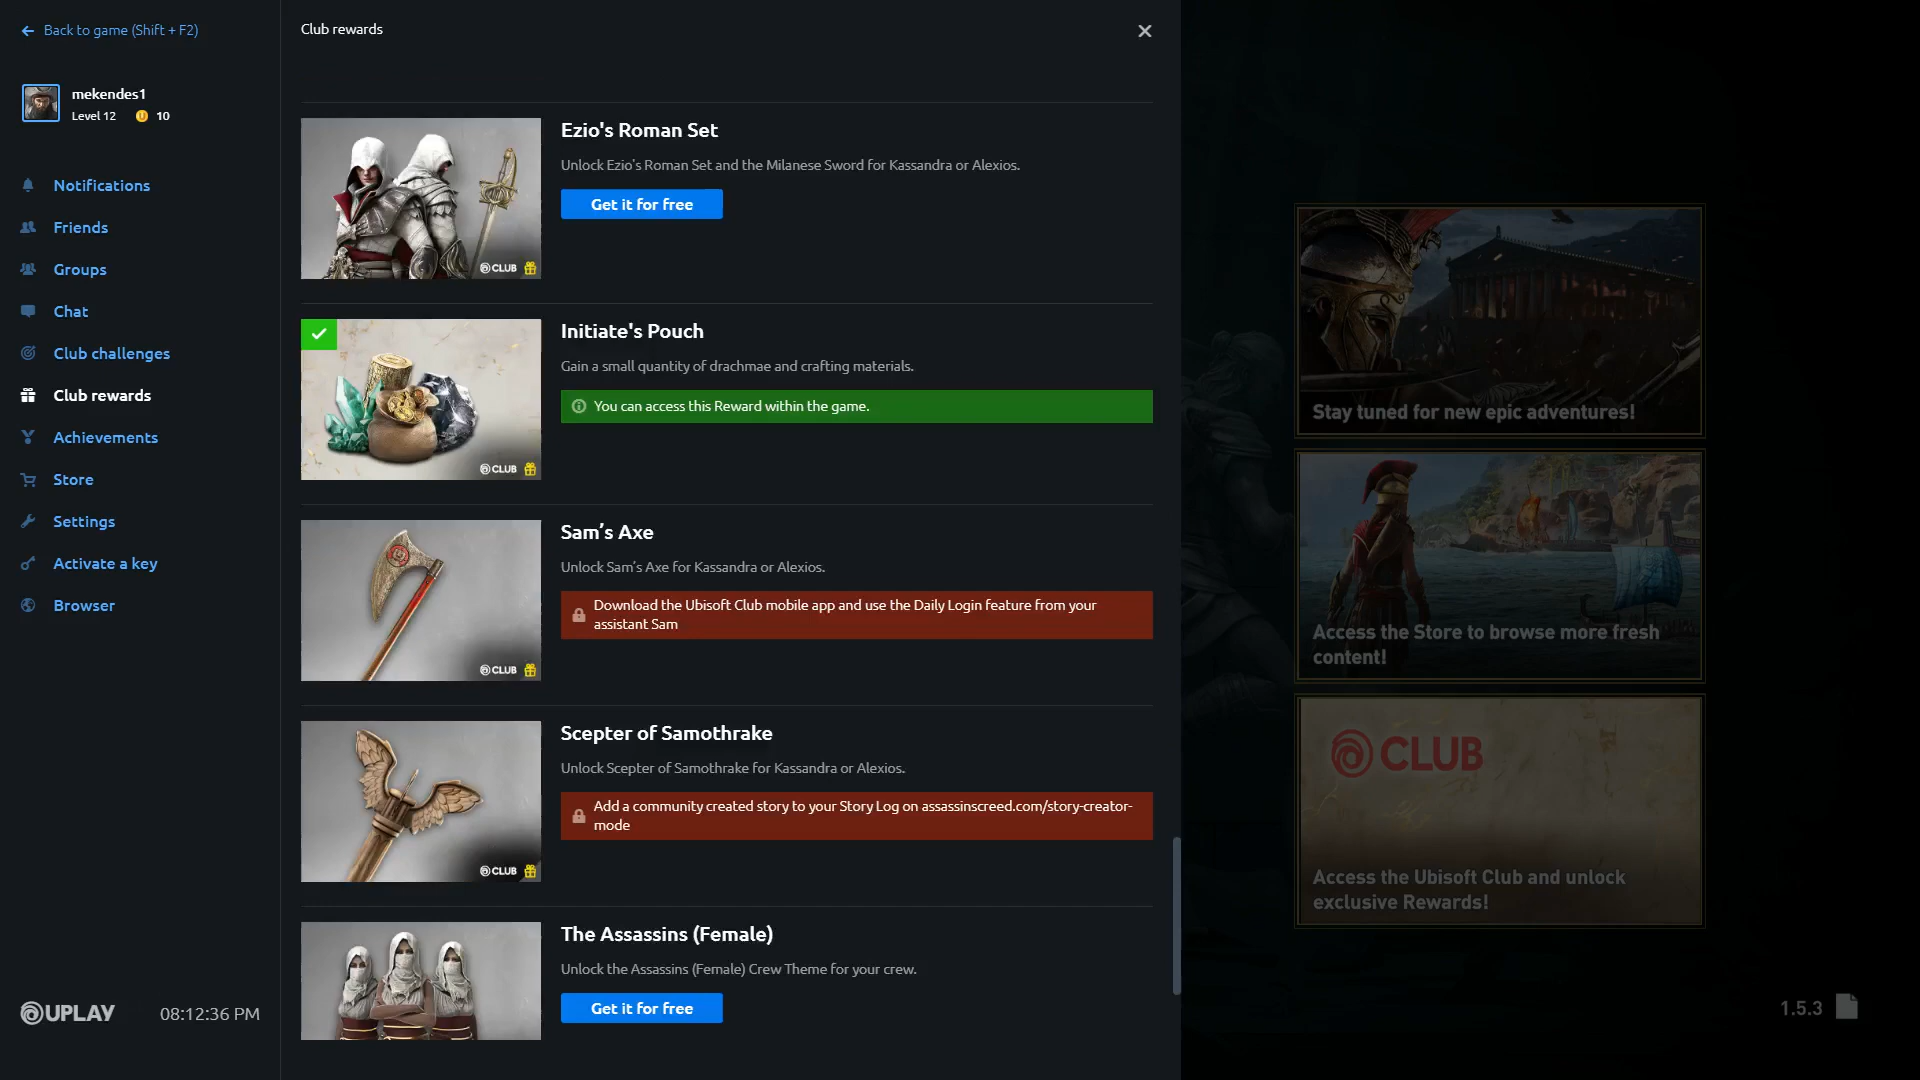 Back to game (Shift + F2)
mekendes1
Level 12
10
Notifications
Friends
Groups
Chat
Club challenges
Club rewards
Achievements
Store
Settings
Activate a key
Browser
UPLAY
08:12:36 PM
Club rewards
Ezio's Roman Set
Unlock Ezio's Roman Set and the Milanese Sword for Kassandra or Alexios.
Get it for free
CLUB
Initiate's Pouch
Gain a small quantity of drachmae and crafting materials.
You can access this Reward within the game.
CLUB
Sam’s Axe
Unlock Sam’s Axe for Kassandra or Alexios.
Download the Ubisoft Club mobile app and use the Daily Login feature from your
assistant Sam
CLUB
Scepter of Samothrake
Unlock Scepter of Samothrake for Kassandra or Alexios.
Add a community created story to your Story Log on assassinscreed.com/story-creator-
mode
CLUB
The Assassins (Female)
Unlock the Assassins (Female) Crew Theme for your crew.
Get it for free
Stay tuned for new epic adventures!
Access the Store to browse more fresh
content!
CLUB
Access the Ubisoft Club and unlock
exclusive Rewards!
1.5.3